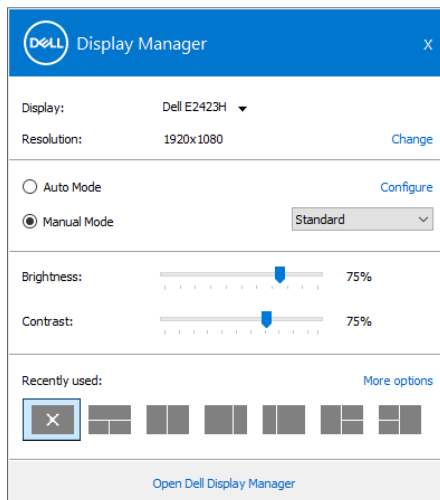 DELL Display Manager X
Display: Dell E2423H
Resolution: 1920x1080 Change
Auto Mode Configure
Manual Mode Standard
Brightness: 75%
Contrast: 75%
Recently used: More options
Open Dell Display Manager